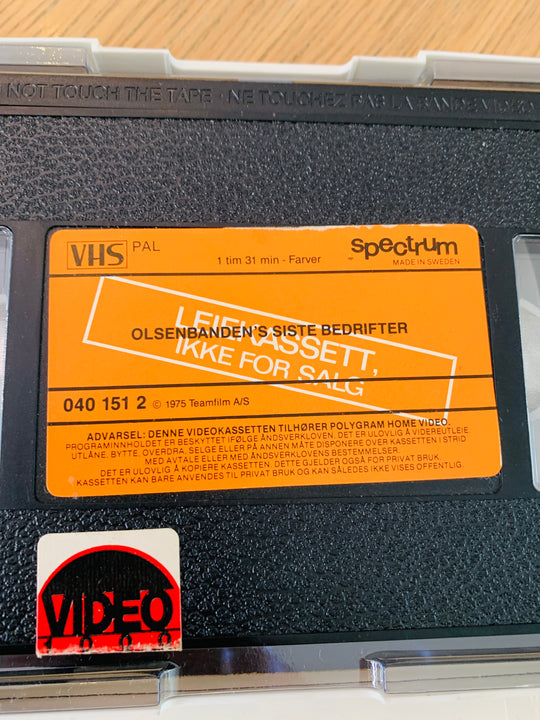 NOT TOUCH THE TAPE · NE TOUCHEZ PAS LA BANDE VIDEO
VHS PAL
1 tim 31 min - Farver
spectrum
MADE IN SWEDEN
LEIEKASSETT,
OLSENBANDEN'S SISTE BEDRIFTER
IKKE FOR SALG
040 151 2 © 1975 Teamfilm A/S
ADVARSEL: DENNE VIDEOKASSETTEN TILHØRER POLYGRAM HOME VIDEO.
PROGRAMINNHOLDET ER BESKYTTET IFØLGE ÅNDSVERKLOVEN. DET ER ULOVLIG Å VIDEREUTLEIE
UTLÅNE, BYTTE, OVERDRA, SELGE ELLER PÅ ANNEN MÅTE DISPONERE OVER KASSETTEN I STRID
MED AVTALE ELLER MED ÅNDSVERKLOVENS BESTEMMELSER.
DET ER ULOVLIG Å KOPIERE KASSETTEN. DETTE GJELDER OGSÅ FOR PRIVAT BRUK.
KASSETTEN KAN BARE ANVENDES TIL PRIVAT BRUK OG KAN SÅLEDES IKKE VISES OFFENTLIG.
VIDEO